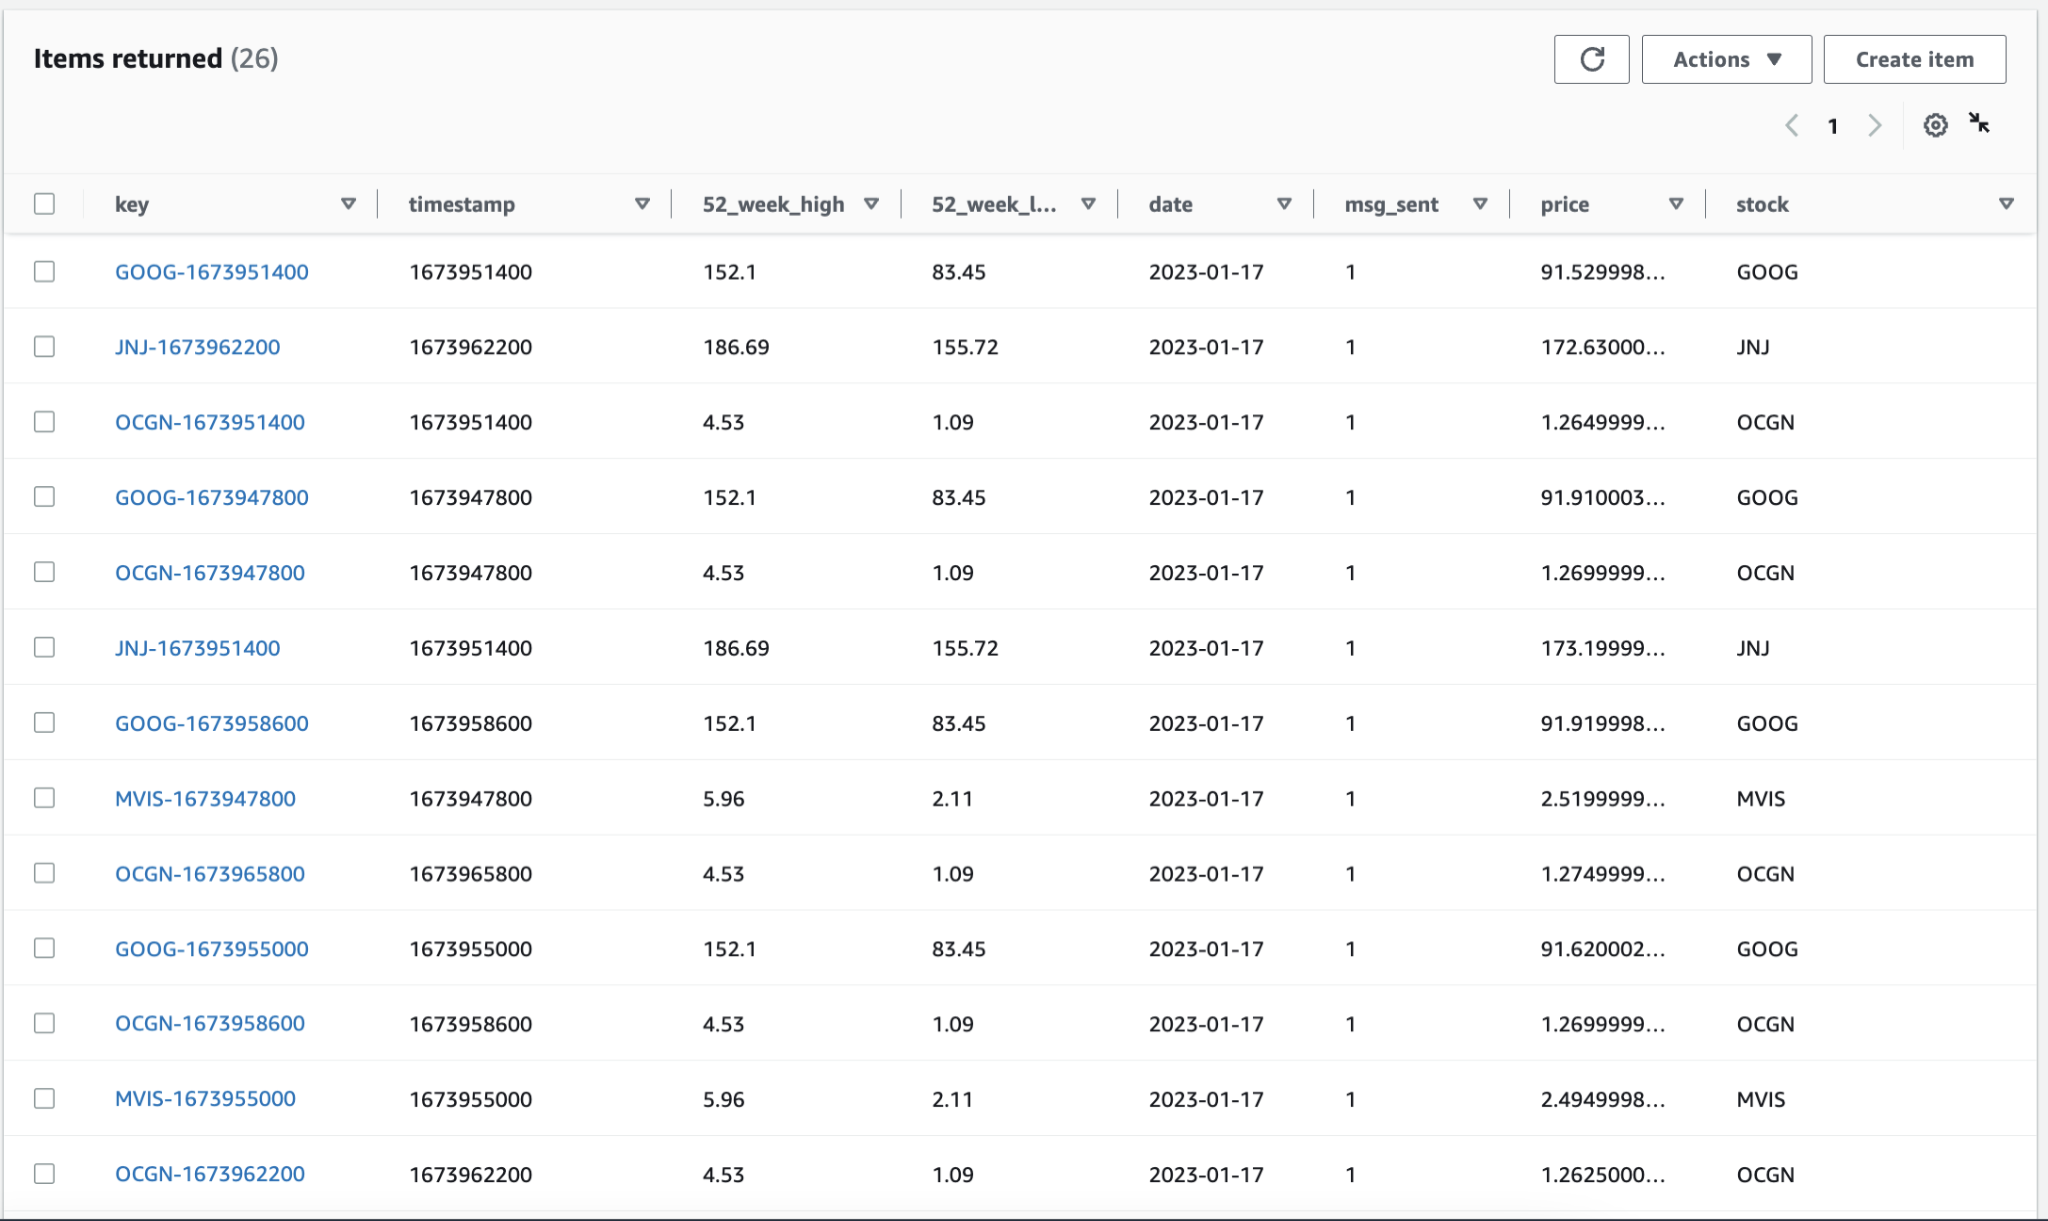 Items returned (26)
Actions
Create item
1
key timestamp 52_week_high 52_week_l... date msg_sent price stock
GOOG-1673951400 1673951400 152.1 83.45 2023-01-17 1 91.529998... GOOG
JNJ-1673962200 1673962200 186.69 155.72 2023-01-17 1 172.63000... JNJ
OCGN-1673951400 1673951400 4.53 1.09 2023-01-17 1 1.2649999... OCGN
GOOG-1673947800 1673947800 152.1 83.45 2023-01-17 1 91.910003... GOOG
OCGN-1673947800 1673947800 4.53 1.09 2023-01-17 1 1.2699999... OCGN
JNJ-1673951400 1673951400 186.69 155.72 2023-01-17 1 173.19999... JNJ
GOOG-1673958600 1673958600 152.1 83.45 2023-01-17 1 91.919998... GOOG
MVIS-1673947800 1673947800 5.96 2.11 2023-01-17 1 2.5199999... MVIS
OCGN-1673965800 1673965800 4.53 1.09 2023-01-17 1 1.2749999... OCGN
GOOG-1673955000 1673955000 152.1 83.45 2023-01-17 1 91.620002... GOOG
OCGN-1673958600 1673958600 4.53 1.09 2023-01-17 1 1.2699999... OCGN
MVIS-1673955000 1673955000 5.96 2.11 2023-01-17 1 2.4949998... MVIS
OCGN-1673962200 1673962200 4.53 1.09 2023-01-17 1 1.2625000... OCGN